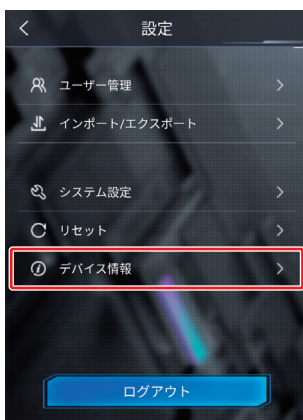 設定
ユーザー管理
インポート/エクスポート
システム設定
リセット
デバイス情報
ログアウト